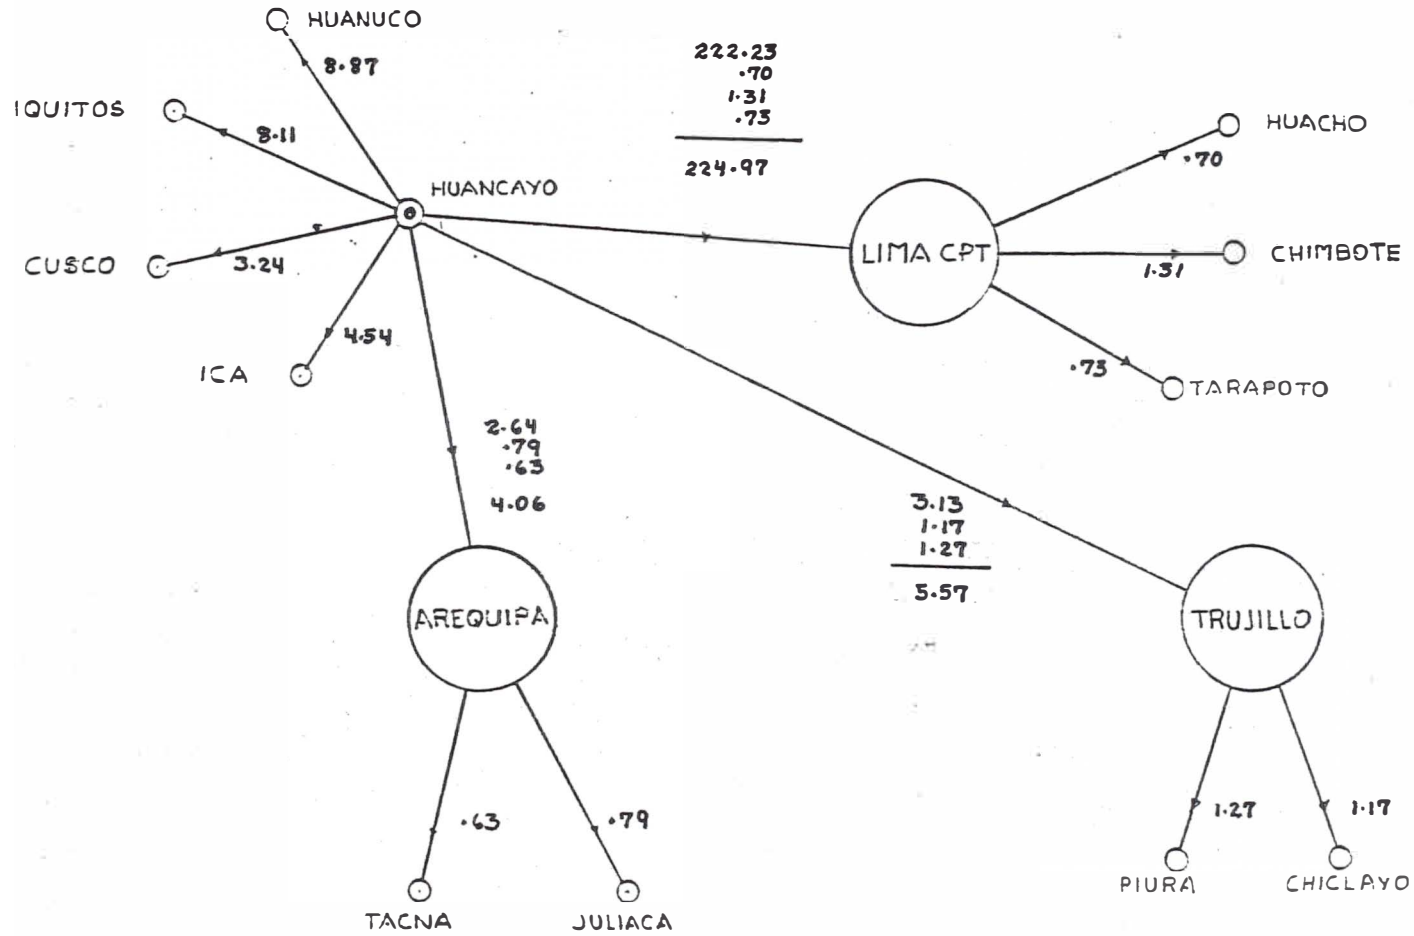 HUANUCO
8.87
IQUITOS
8.11
HUANCAYO
CUSCO
3.24
ICA
4.54
222.23
.70
1.31
.73
224.97
LIMA CPT
HUACHO
.70
CHIMBOTE
1.31
.73
TARAPOTO
2.64
.79
.63
4.06
3.13
1.17
1.27
5.57
AREQUIPA
TRUJILLO
.63
.79
1.27
1.17
TACNA
JULIACA
PIURA
CHICLAYO